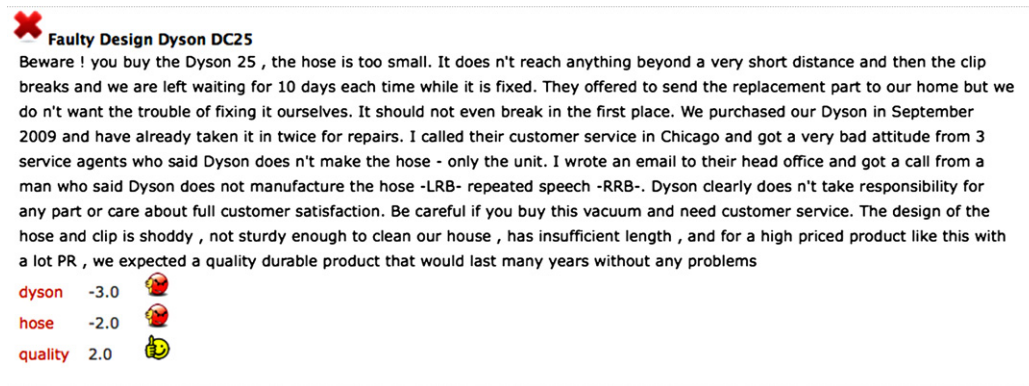 Faulty Design Dyson DC25
Beware ! you buy the Dyson 25 , the hose is too small. It does n't reach anything beyond a very short distance and then the clip
breaks and we are left waiting for 10 days each time while it is fixed. They offered to send the replacement part to our home but we
do n't want the trouble of fixing it ourselves. It should not even break in the first place. We purchased our Dyson in September
2009 and have already taken it in twice for repairs. I called their customer service in Chicago and got a very bad attitude from 3
service agents who said Dyson does n't make the hose - only the unit. I wrote an email to their head office and got a call from a
man who said Dyson does not manufacture the hose -LRB- repeated speech -RRB-. Dyson clearly does n't take responsibility for
any part or care about full customer satisfaction. Be careful if you buy this vacuum and need customer service. The design of the
hose and clip is shoddy , not sturdy enough to clean our house , has insufficient length , and for a high priced product like this with
a lot PR , we expected a quality durable product that would last many years without any problems
dyson -3.0
hose -2.0
quality 2.0